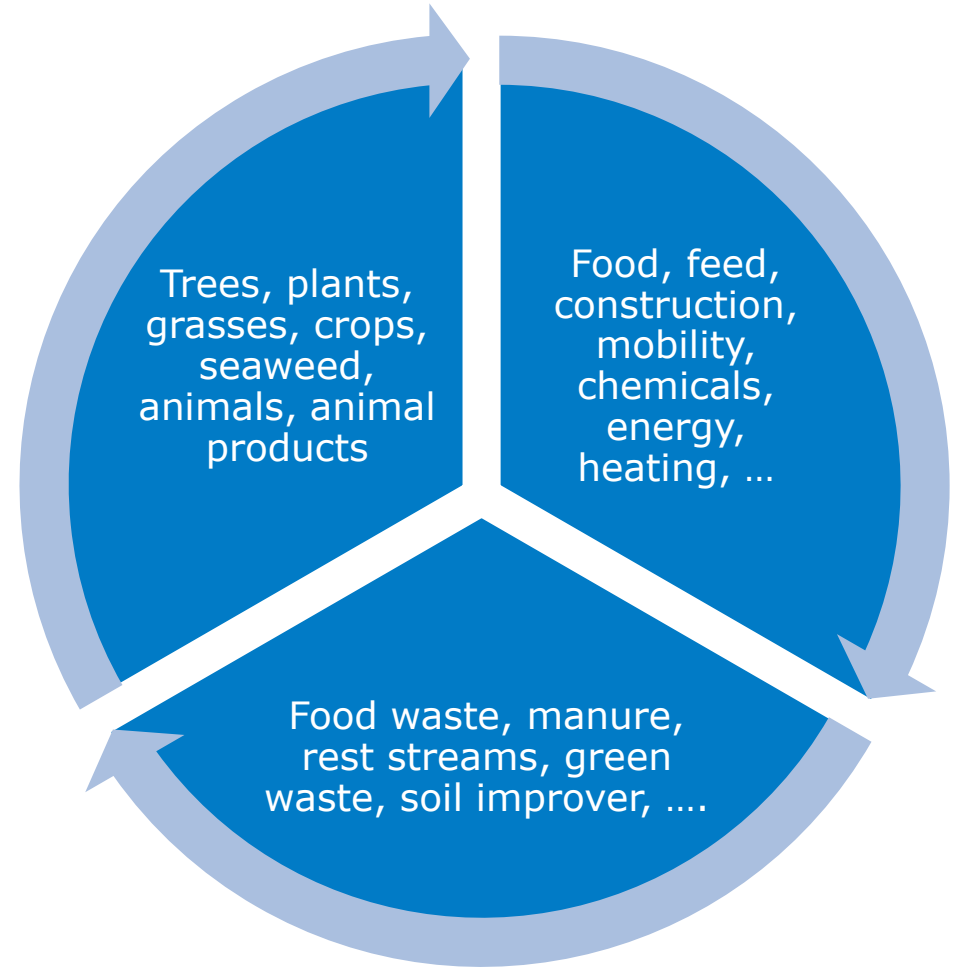 Trees, plants,
grasses, crops,
seaweed,
animals, animal
products
Food, feed,
construction,
mobility,
chemicals,
energy,
heating, …
Food waste, manure,
rest streams, green
waste, soil improver, ….